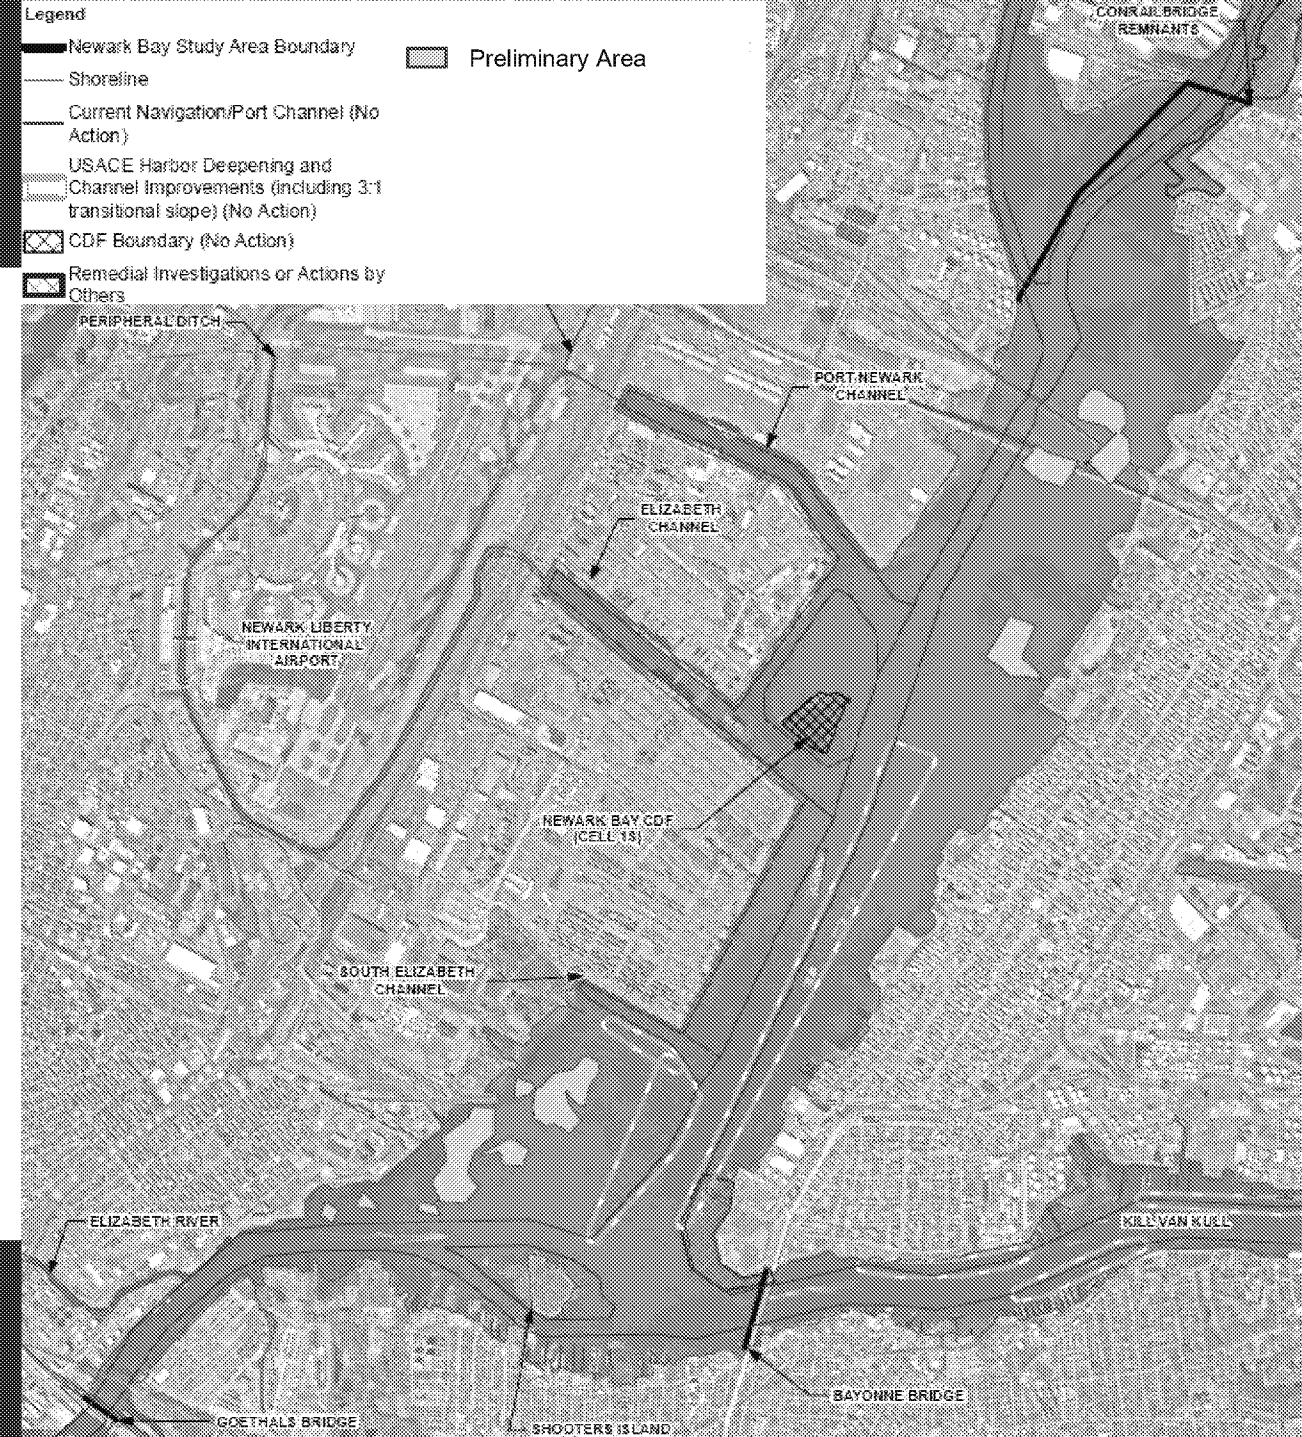 Legend
Newark Bay Study Area Boundary
Preliminary Area
Shoreline
Current Navigation/Port Channel (No
Action)
USACE Harbor Deepening and
Channel Improvements (including 3:1
transitional slope) (No Action)
CDF Boundary (No Action)
Remedial Investigations or Actions by
Others
CONRAIL BRIDGE
REMNANTS
PERIPHERAL DITCH
PORT NEWARK
CHANNEL
ELIZABETH
CHANNEL
NEWARK LIBERTY
INTERNATIONAL
AIRPORT
NEWARK BAY CDF
(CELL 1S)
SOUTH ELIZABETH
CHANNEL
ELIZABETH RIVER
KILL VAN KULL
BAYONNE BRIDGE
GOETHALS BRIDGE
SHOOTERS ISLAND